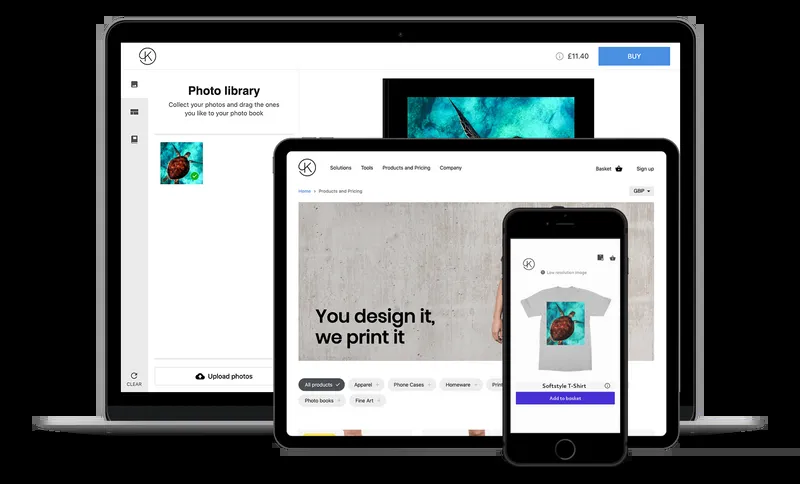 K
£11.40
BUY
Photo library
Collect your photos and drag the ones
you like to your photo book
Upload photos
CLEAR
K
Solutions
Tools
Products and Pricing
Company
Basket
Sign up
Home
Products and Pricing
GBP
You design it,
we print it
All products
Apparel
Phone Cases
Homeware
Print
Photo books
Fine Art
K
Low resolution image
Softstyle T-Shirt
Add to basket